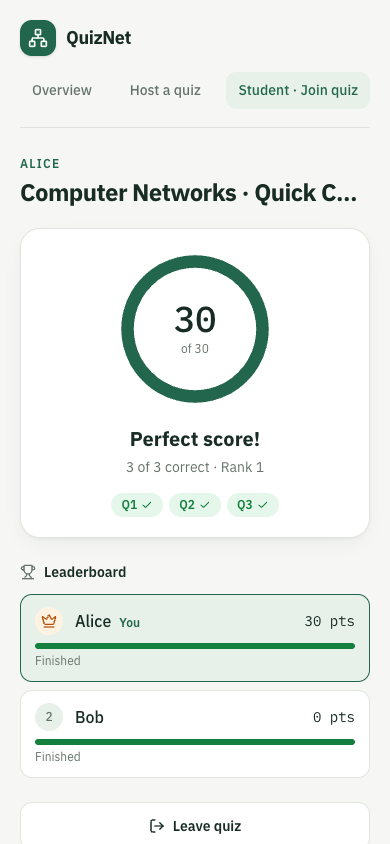 QuizNet
Overview Host a quiz Student · Join quiz
ALICE
Computer Networks · Quick C...
30
of 30
Perfect score!
3 of 3 correct · Rank 1
Q1 ✓ Q2 ✓ Q3 ✓
Leaderboard
Alice You 30 pts
Finished
2 Bob 0 pts
Finished
Leave quiz